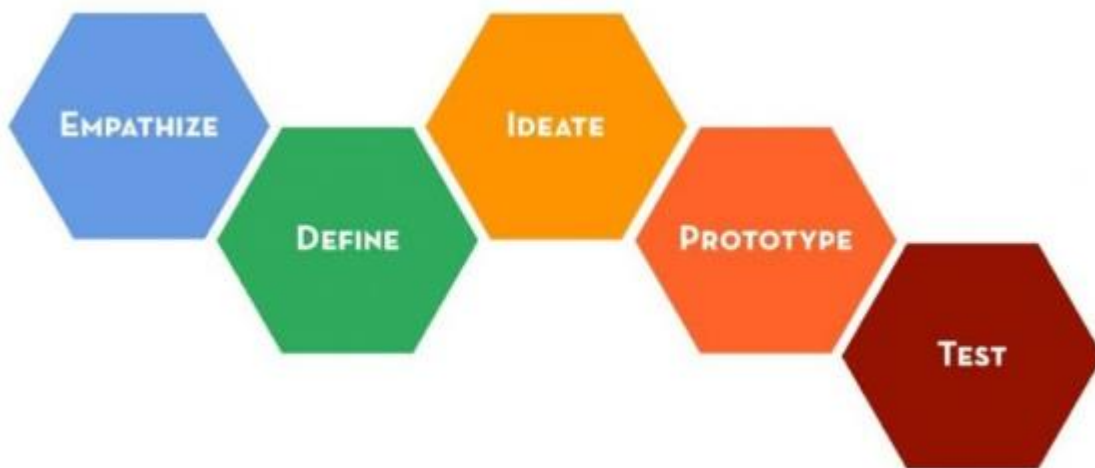 EMPATHIZE
DEFINE
IDEATE
PROTOTYPE
TEST